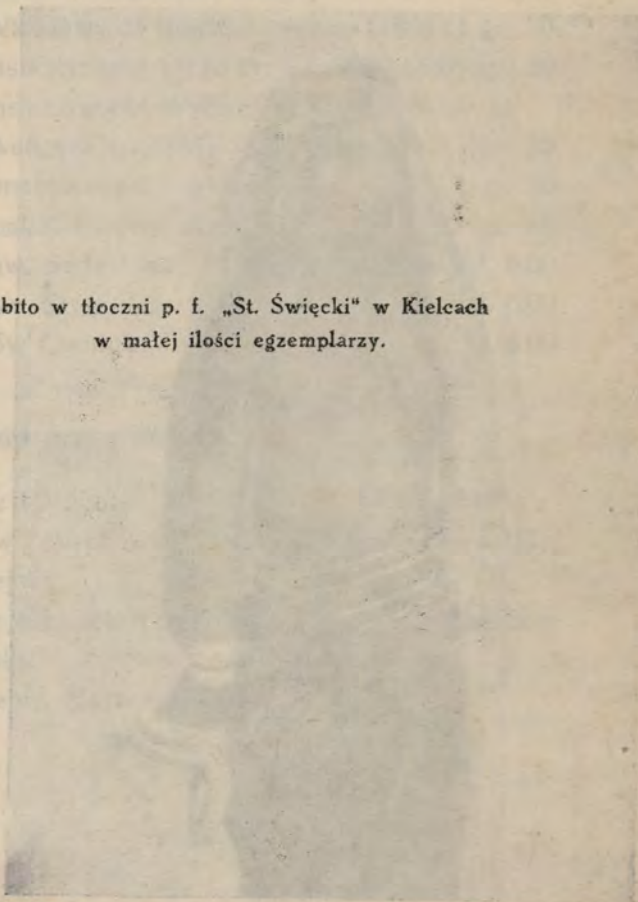 bito w tłoczni p. f. „St. Święcki“ w Kielcach
w małej ilości egzemplarzy.